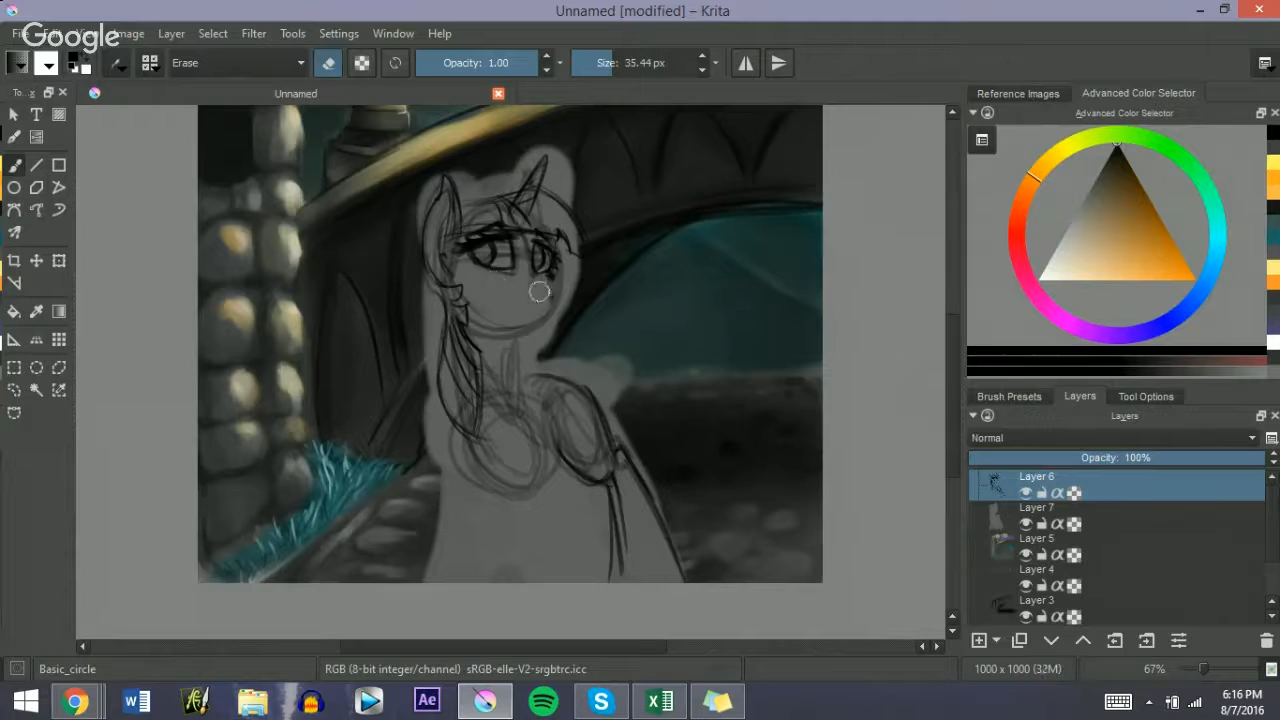 Unnamed [modified] – Krita
Google
File Image Layer Select Filter Tools Settings Window Help
Erase Opacity: 1.00 Size: 35.44 px
To... Unnamed Reference Images Advanced Color Selector
Advanced Color Selector
Brush Presets Layers Tool Options
Layers
Normal
Opacity: 100%
Layer 6
Layer 7
Layer 5
Layer 4
Layer 3
Basic_circle RGB (8-bit integer/channel) sRGB-elle-V2-srgbtrc.icc 1000 x 1000 (32M) 67%
W Ae S X 6:16 PM
8/7/2016